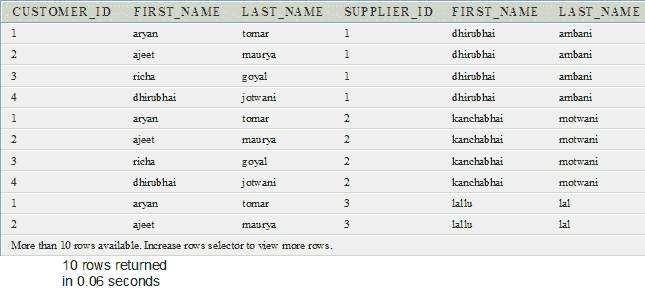 CUSTOMER_ID FIRST_NAME LAST_NAME SUPPLIER_ID FIRST_NAME LAST_NAME
1 aryan tomar 1 dhirubhai ambani
2 ajeet maurya 1 dhirubhai ambani
3 richa goyal 1 dhirubhai ambani
4 dhirubhai jotwani 1 dhirubhai ambani
1 aryan tomar 2 kanchabhai motwani
2 ajeet maurya 2 kanchabhai motwani
3 richa goyal 2 kanchabhai motwani
4 dhirubhai jotwani 2 kanchabhai motwani
1 aryan tomar 3 lallu lal
2 ajeet maurya 3 lallu lal
More than 10 rows available. Increase rows selector to view more rows.
10 rows returned
in 0.06 seconds